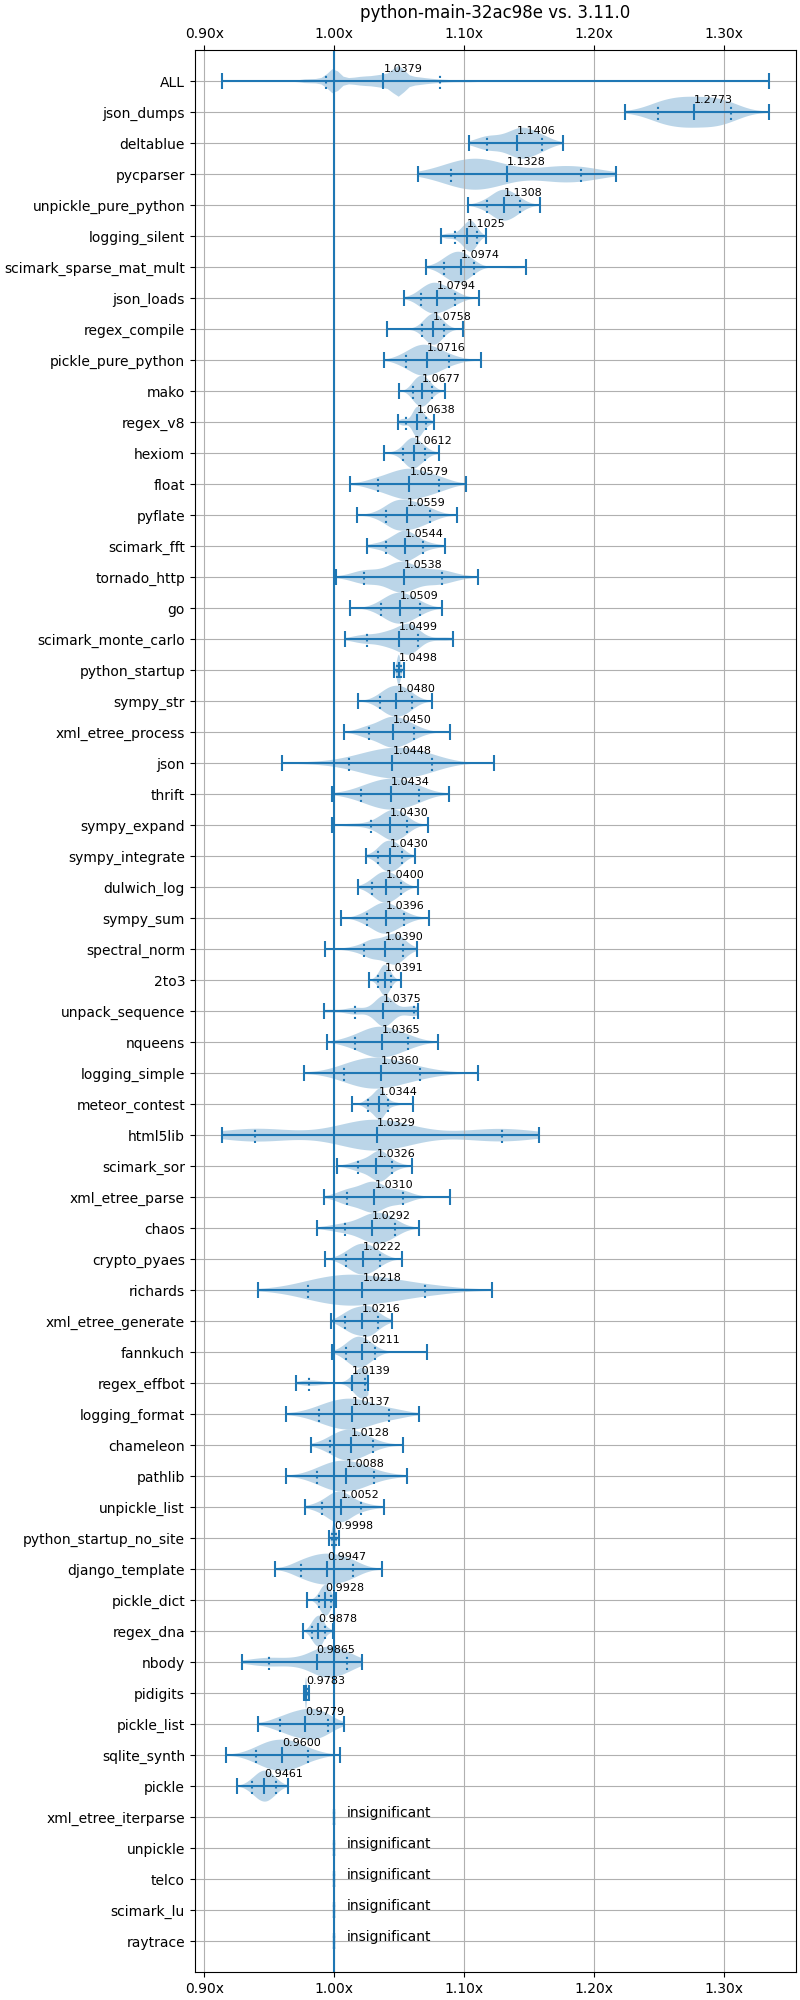 python-main-32ac98e vs. 3.11.0
0.90x 1.00x 1.10x 1.20x 1.30x
ALL 1.0379
json_dumps 1.2773
deltablue 1.1406
pycparser 1.1328
unpickle_pure_python 1.1308
logging_silent 1.1025
scimark_sparse_mat_mult 1.0974
json_loads 1.0794
regex_compile 1.0758
pickle_pure_python 1.0716
mako 1.0677
regex_v8 1.0638
hexiom 1.0612
float 1.0579
pyflate 1.0559
scimark_fft 1.0544
tornado_http 1.0538
go 1.0509
scimark_monte_carlo 1.0499
python_startup 1.0498
sympy_str 1.0480
xml_etree_process 1.0450
json 1.0448
thrift 1.0434
sympy_expand 1.0430
sympy_integrate 1.0430
dulwich_log 1.0400
sympy_sum 1.0396
spectral_norm 1.0390
2to3 1.0391
unpack_sequence 1.0375
nqueens 1.0365
logging_simple 1.0360
meteor_contest 1.0344
html5lib 1.0329
scimark_sor 1.0326
xml_etree_parse 1.0310
chaos 1.0292
crypto_pyaes 1.0222
richards 1.0218
xml_etree_generate 1.0216
fannkuch 1.0211
regex_effbot 1.0139
logging_format 1.0137
chameleon 1.0128
pathlib 1.0088
unpickle_list 1.0052
python_startup_no_site 0.9998
django_template 0.9947
pickle_dict 0.9928
regex_dna 0.9878
nbody 0.9865
pidigits 0.9783
pickle_list 0.9779
sqlite_synth 0.9600
pickle 0.9461
xml_etree_iterparse insignificant
unpickle insignificant
telco insignificant
scimark_lu insignificant
raytrace insignificant
0.90x 1.00x 1.10x 1.20x 1.30x